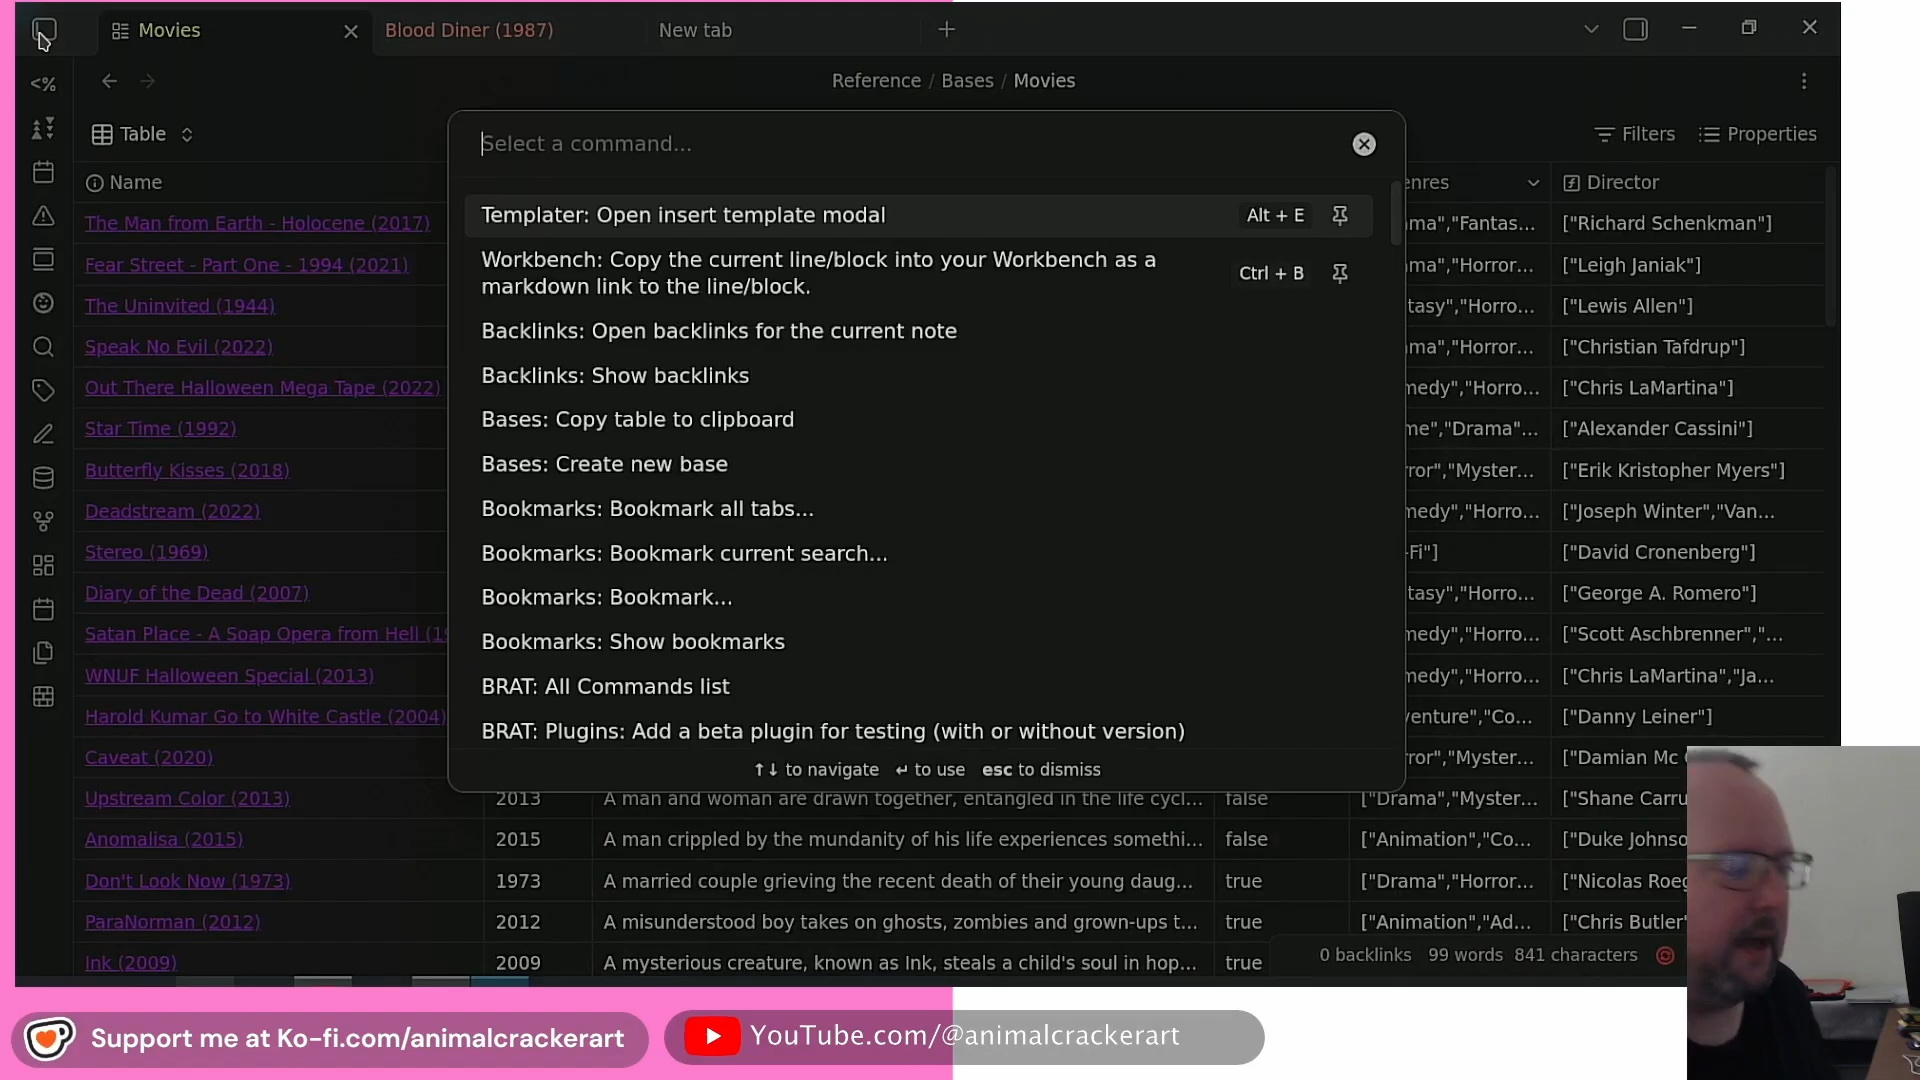 Movies
Blood Diner (1987)
New tab
Reference / Bases / Movies
Table
Filters
Properties
Select a command...
Name
Director
The Man from Earth - Holocene (2017)
["Richard Schenkman"]
Fear Street - Part One - 1994 (2021)
["Leigh Janiak"]
The Uninvited (1944)
["Lewis Allen"]
Speak No Evil (2022)
["Christian Tafdrup"]
Out There Halloween Mega Tape (2022)
["Chris LaMartina"]
Star Time (1992)
["Alexander Cassini"]
Butterfly Kisses (2018)
["Erik Kristopher Myers"]
Deadstream (2022)
["Joseph Winter","Van...
Stereo (1969)
["David Cronenberg"]
Diary of the Dead (2007)
["George A. Romero"]
Satan Place - A Soap Opera from Hell
["Scott Aschbrenner","...
WNUF Halloween Special (2013)
["Chris LaMartina","Ja...
Harold Kumar Go to White Castle (2004)
["Danny Leiner"]
Caveat (2020)
["Damian Mc
Templater: Open insert template modal
Alt + E
Workbench: Copy the current line/block into your Workbench as a
markdown link to the line/block.
Ctrl + B
Backlinks: Open backlinks for the current note
Backlinks: Show backlinks
Bases: Copy table to clipboard
Bases: Create new base
Bookmarks: Bookmark all tabs...
Bookmarks: Bookmark current search...
Bookmarks: Bookmark...
Bookmarks: Show bookmarks
BRAT: All Commands list
BRAT: Plugins: Add a beta plugin for testing (with or without version)
↑↓ to navigate ↵ to use esc to dismiss
Upstream Color (2013) 2013 A man and woman are drawn together, entangled in the life cycl... false ["Drama","Myster... ["Shane Carru
Anomalisa (2015) 2015 A man crippled by the mundanity of his life experiences somethi... false ["Animation","Co... ["Duke Johnso
Don't Look Now (1973) 1973 A married couple grieving the recent death of their young daug... true ["Drama","Horror... ["Nicolas Roeg
ParaNorman (2012) 2012 A misunderstood boy takes on ghosts, zombies and grown-ups t... true ["Animation","Ad... ["Chris Butler"
Ink (2009) 2009 A mysterious creature, known as Ink, steals a child's soul in hop... true
0 backlinks 99 words 841 characters
Support me at Ko-fi.com/animalcrackerart
YouTube.com/@animalcrackerart